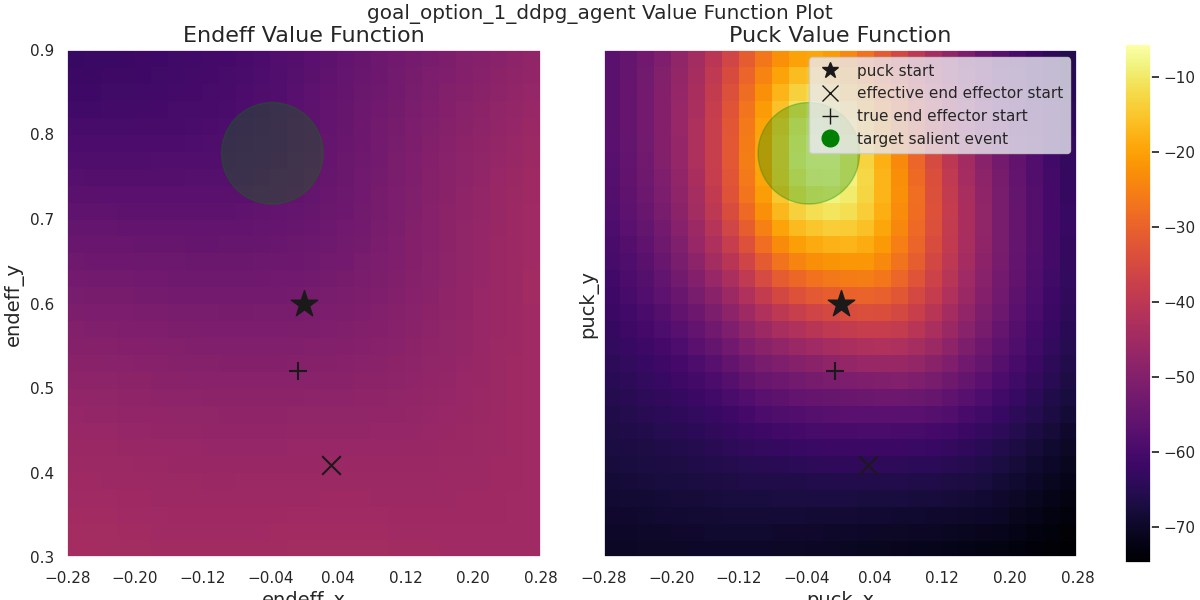 goal_option_1_ddpg_agent Value Function Plot
Endeff Value Function
Puck Value Function
endeff_y
0.9
0.8
0.7
0.6
0.5
0.4
0.3
−0.28 −0.20 −0.12 −0.04 0.04 0.12 0.20 0.28
endeff_x
puck_y
puck start
effective end effector start
true end effector start
target salient event
−0.28 −0.20 −0.12 −0.04 0.04 0.12 0.20 0.28
puck_x
−10
−20
−30
−40
−50
−60
−70